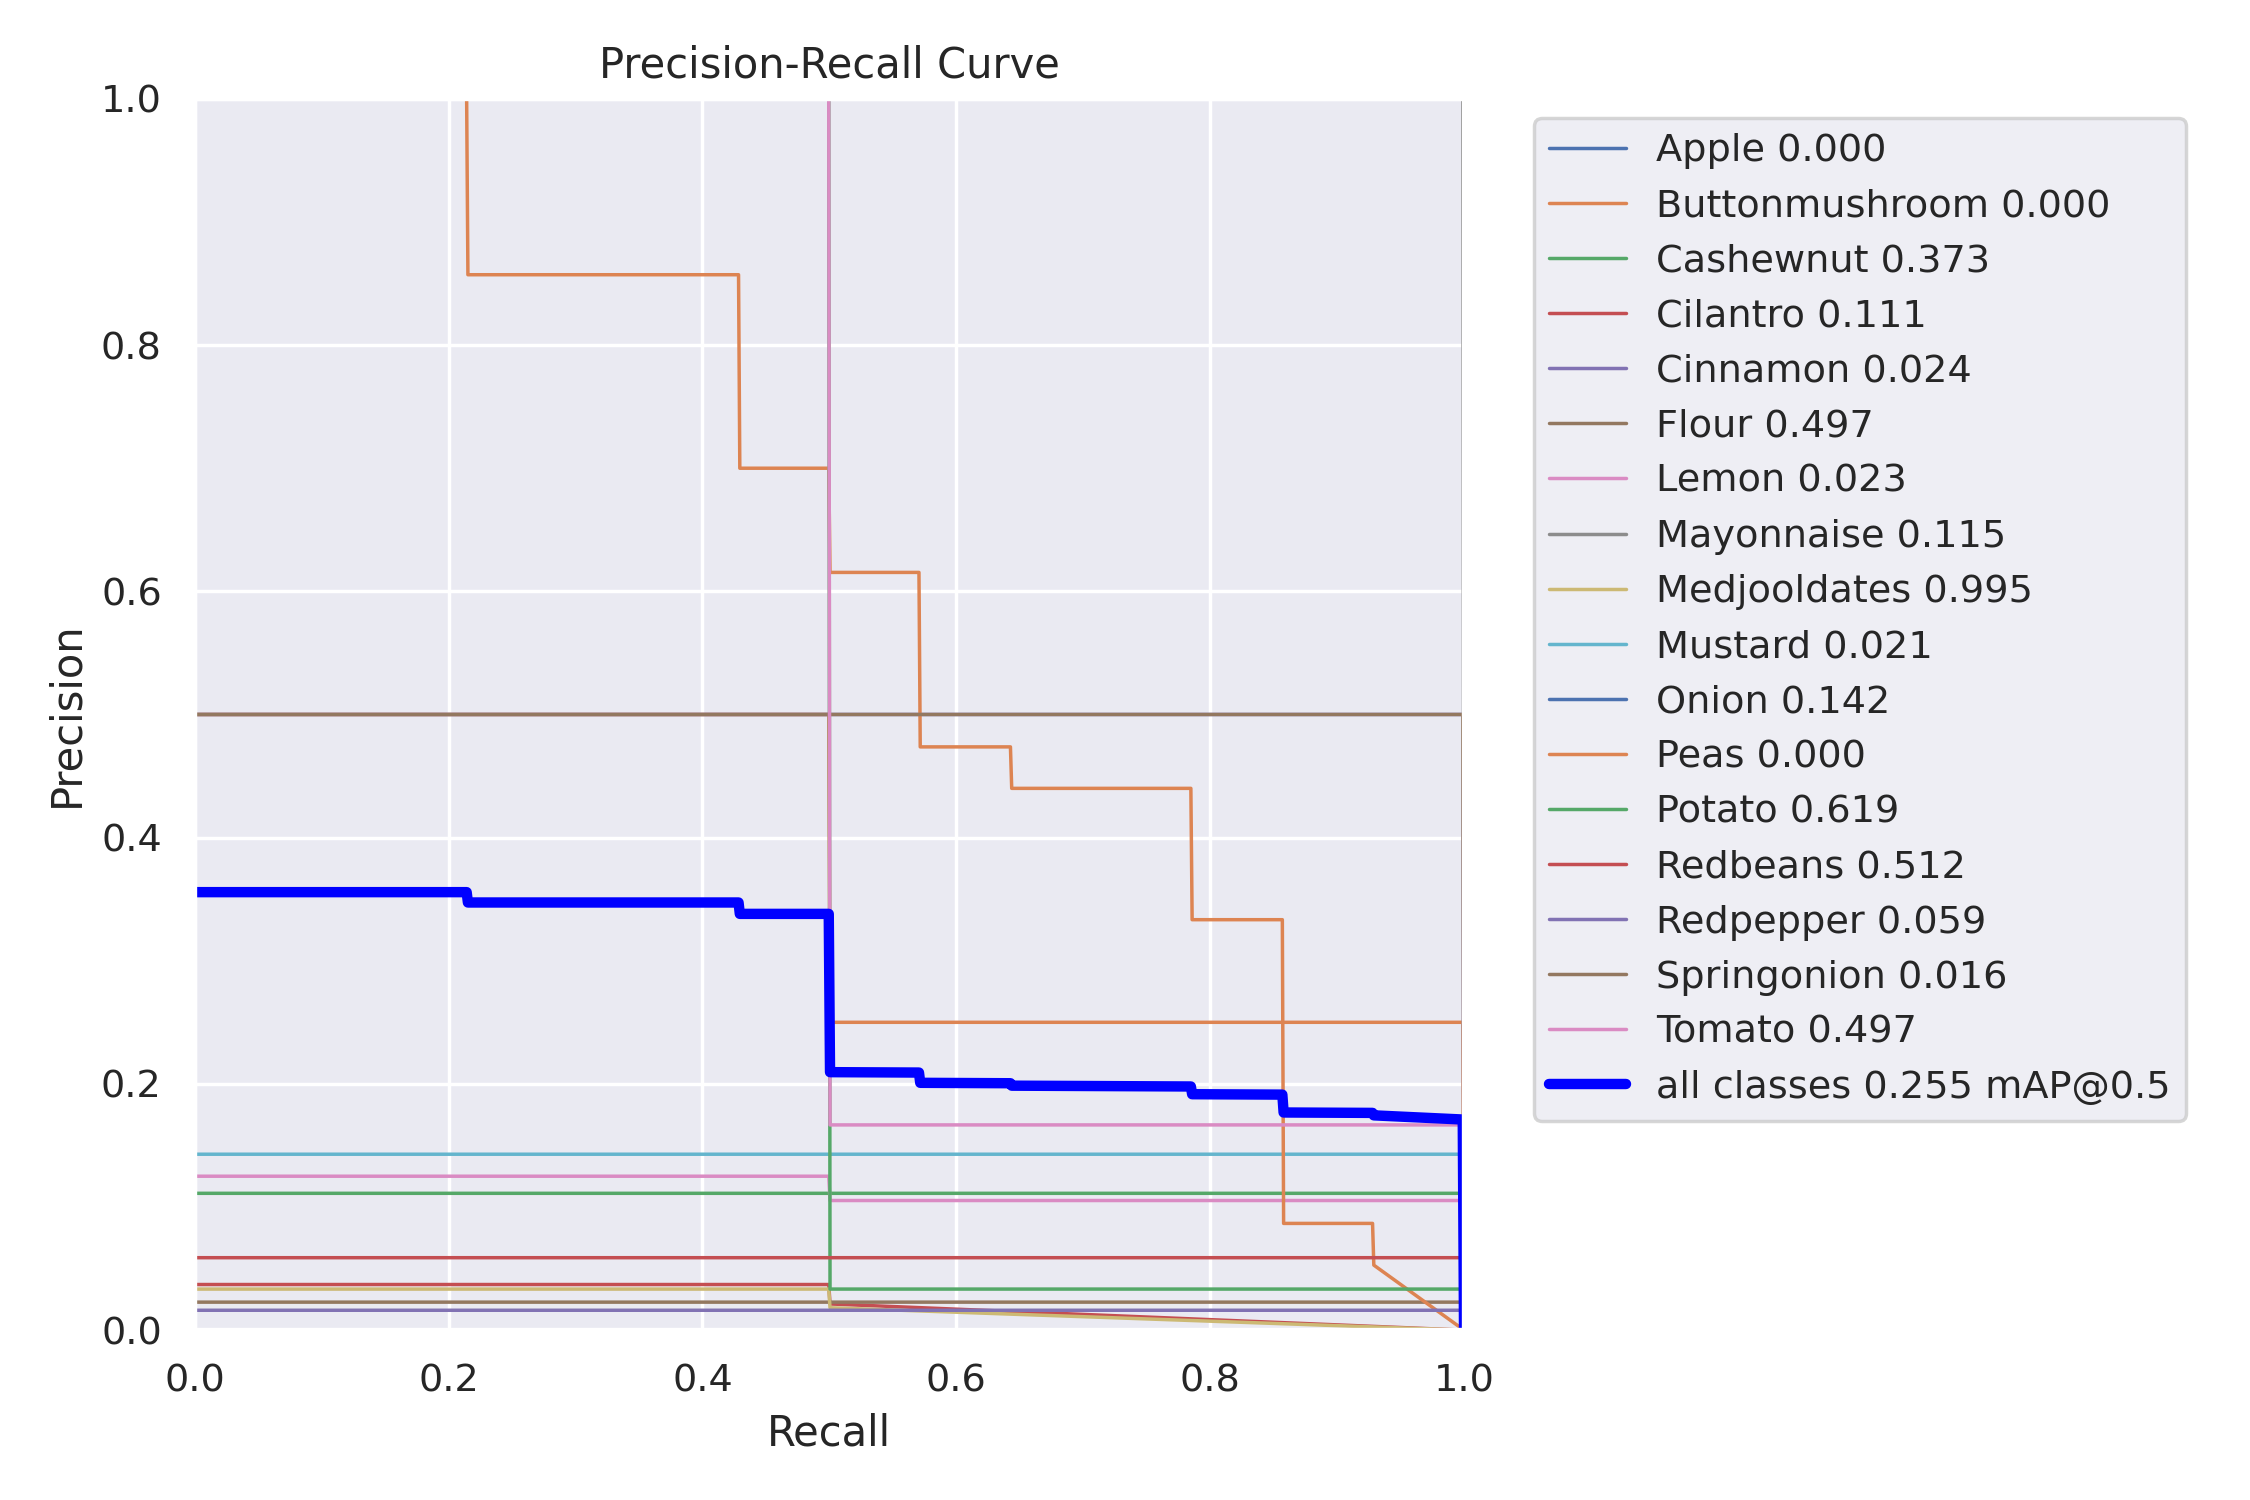 Precision-Recall Curve
1.0
0.8
0.6
0.4
0.2
0.0
Precision
0.0 0.2 0.4 0.6 0.8 1.0
Recall
Apple 0.000
Buttonmushroom 0.000
Cashewnut 0.373
Cilantro 0.111
Cinnamon 0.024
Flour 0.497
Lemon 0.023
Mayonnaise 0.115
Medjooldates 0.995
Mustard 0.021
Onion 0.142
Peas 0.000
Potato 0.619
Redbeans 0.512
Redpepper 0.059
Springonion 0.016
Tomato 0.497
all classes 0.255 mAP@0.5